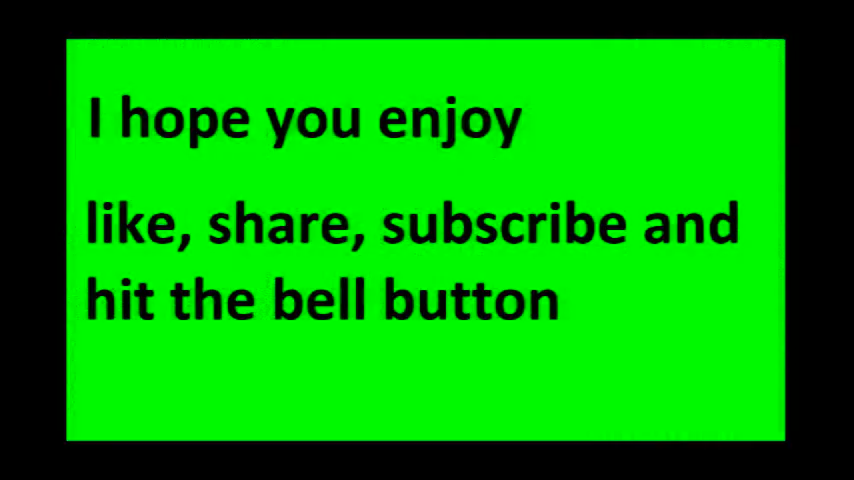 I hope you enjoy
like, share, subscribe and
hit the bell button